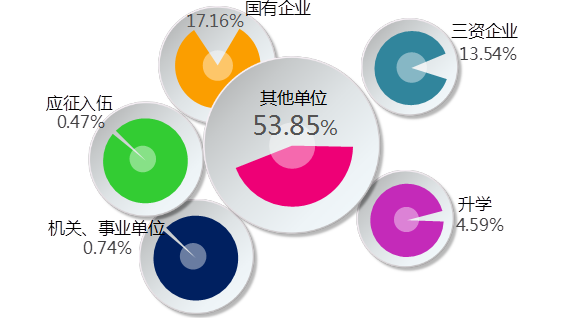 国有企业
17.16%
三资企业
13.54%
其他单位
53.85%
应征入伍
0.47%
升学
4.59%
机关、事业单位
0.74%